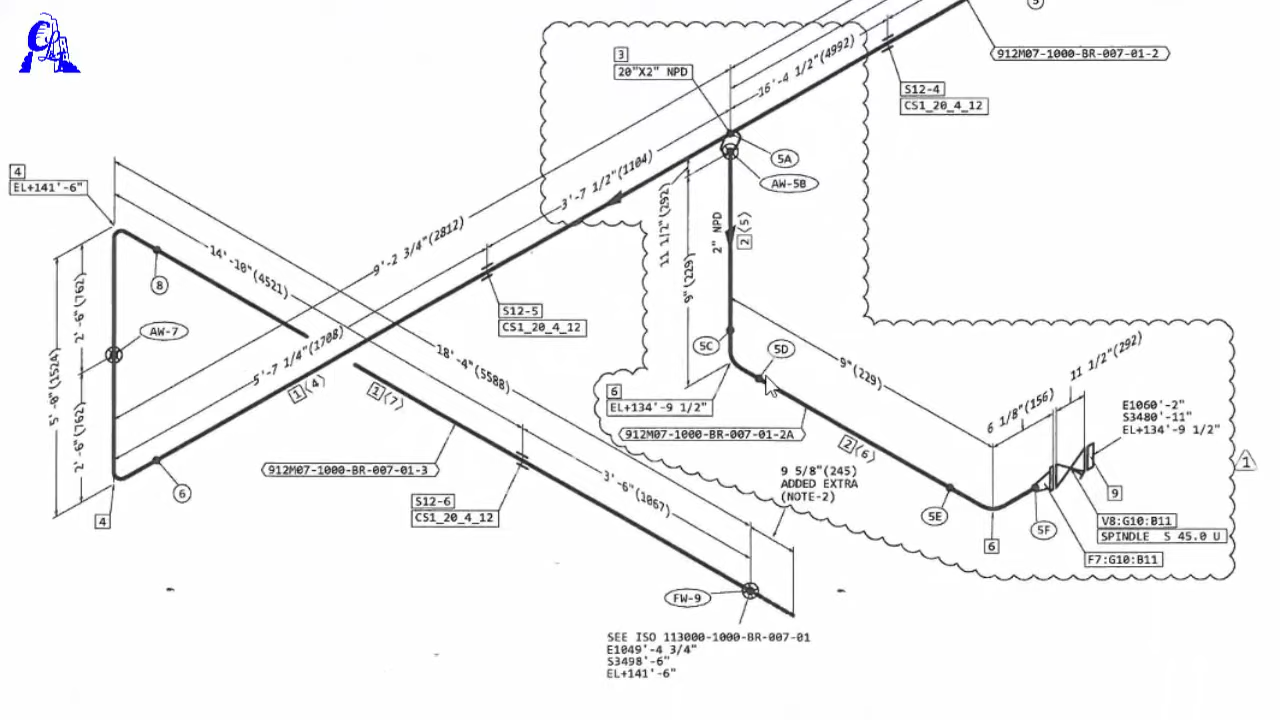 5
912M07-1000-BR-007-01-2
3
20"X2" NPD
16'-4 1/2"(4992)
S12-4
CS1_20_4_12
5A
AW-5B
3'-7 1/2"(1104)
11 1/2"(292)
2" NPD
2⟨5⟩
9"(229)
4
EL+141'-6"
14'-10"(4521)
9'-2 3/4"(2812)
8
2'-6"(762)
AW-7
5'-0"(1524)
2'-6"(762)
S12-5
CS1_20_4_12
5'-7 1/4"(1708)
1⟨4⟩
18'-4"(5588)
1⟨7⟩
5C
5D
9"(229)
11 1/2"(292)
6
EL+134'-9 1/2"
6 1/8"(156)
E1060'-2"
S3480'-11"
EL+134'-9 1/2"
912M07-1000-BR-007-01-2A
2⟨6⟩
912M07-1000-BR-007-01-3
6
4
3'-6"(1067)
9 5/8"(245)
ADDED EXTRA
(NOTE-2)
1
9
S12-6
CS1_20_4_12
5E
5F
6
V8:G10:B11
SPINDLE S 45.0 U
F7:G10:B11
FW-9
SEE ISO 113000-1000-BR-007-01
E1049'-4 3/4"
S3498'-6"
EL+141'-6"